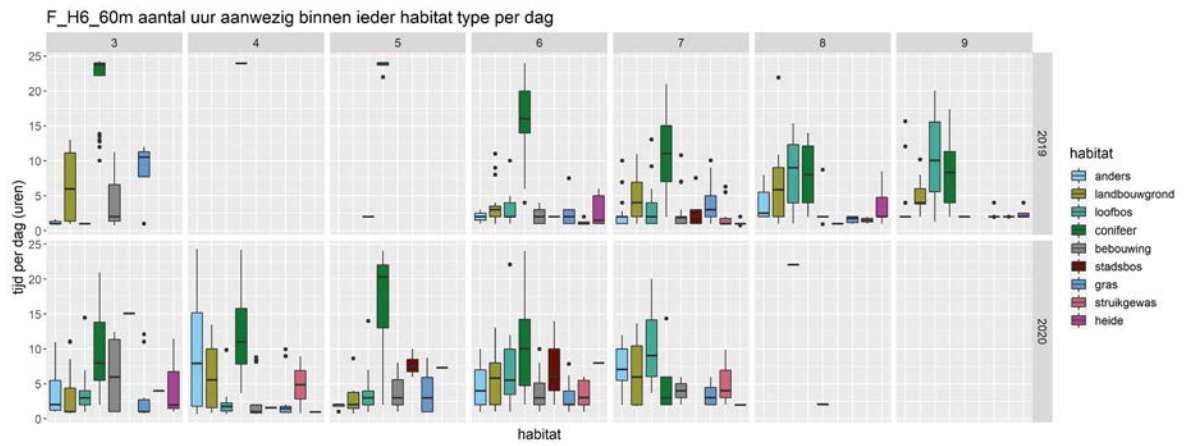 F_H6_60m aantal uur aanwezig binnen ieder habitat type per dag
3 4 5 6 7 8 9
25
20
15
10
5
0
2019
25
20
15
10
5
0
2020
tijd per dag (uren)
habitat
habitat
anders
landbouwgrond
loofbos
conifeer
bebouwing
stadsbos
gras
struikgewas
heide